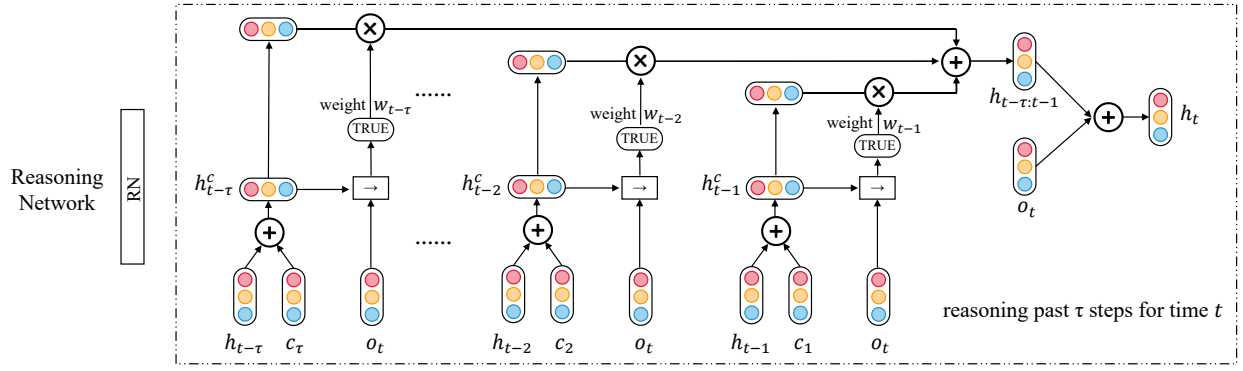 weight w_{t-τ}
TRUE
......
weight w_{t-2}
TRUE
weight w_{t-1}
TRUE
h_{t-τ:t-1}
h_t
Reasoning
Network
RN
h^c_{t-τ}
→
h^c_{t-2}
→
h^c_{t-1}
→
o_t
......
h_{t-τ} c_τ o_t
h_{t-2} c_2 o_t
h_{t-1} c_1 o_t
reasoning past τ steps for time t